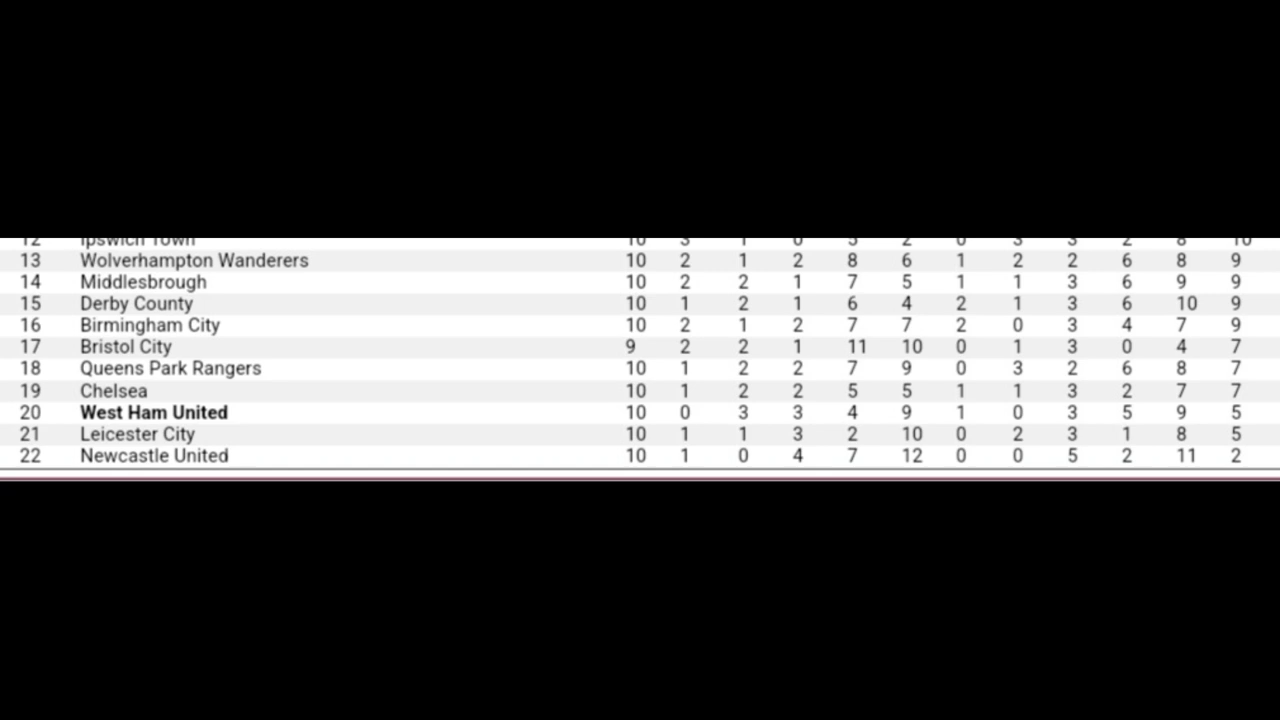 12 Ipswich Town 10 3 1 0 5 2 0 3 3 2 8 10
13 Wolverhampton Wanderers 10 2 1 2 8 6 1 2 2 6 8 9
14 Middlesbrough 10 2 2 1 7 5 1 1 3 6 9 9
15 Derby County 10 1 2 1 6 4 2 1 3 6 10 9
16 Birmingham City 10 2 1 2 7 7 2 0 3 4 7 9
17 Bristol City 9 2 2 1 11 10 0 1 3 0 4 7
18 Queens Park Rangers 10 1 2 2 7 9 0 3 2 6 8 7
19 Chelsea 10 1 2 2 5 5 1 1 3 2 7 7
20 West Ham United 10 0 3 3 4 9 1 0 3 5 9 5
21 Leicester City 10 1 1 3 2 10 0 2 3 1 8 5
22 Newcastle United 10 1 0 4 7 12 0 0 5 2 11 2